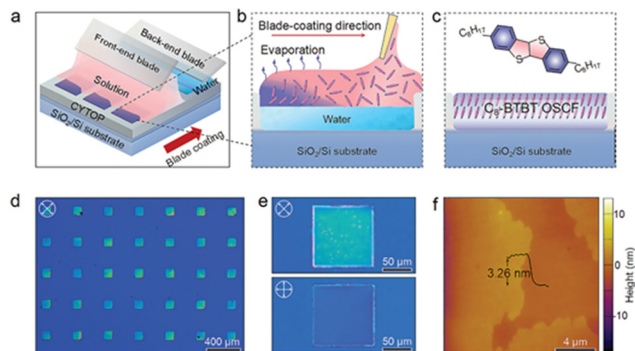 a
Front-end blade
Back-end blade
Solution
Water
CYTOP
SiO₂/Si substrate
Blade coating
b
Blade-coating direction
Evaporation
Water
SiO₂/Si substrate
c
C₈H₁₇
S
S
C₈H₁₇
C₈-BTBT OSCF
SiO₂/Si substrate
d
400 μm
e
50 μm
50 μm
f
3.26 nm
4 μm
10
0
-10
Height (nm)